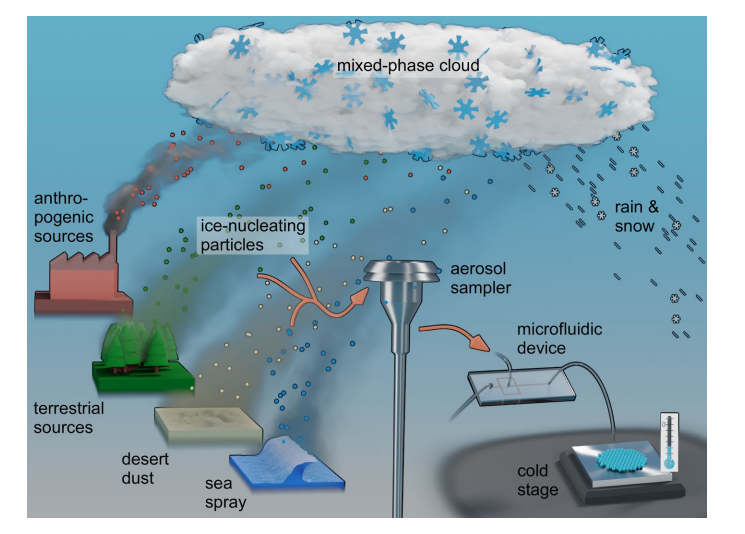 mixed-phase cloud
anthro-
pogenic
sources
ice-nucleating
particles
rain &
snow
aerosol
sampler
microfluidic
device
terrestrial
sources
desert
dust
sea
spray
cold
stage
0